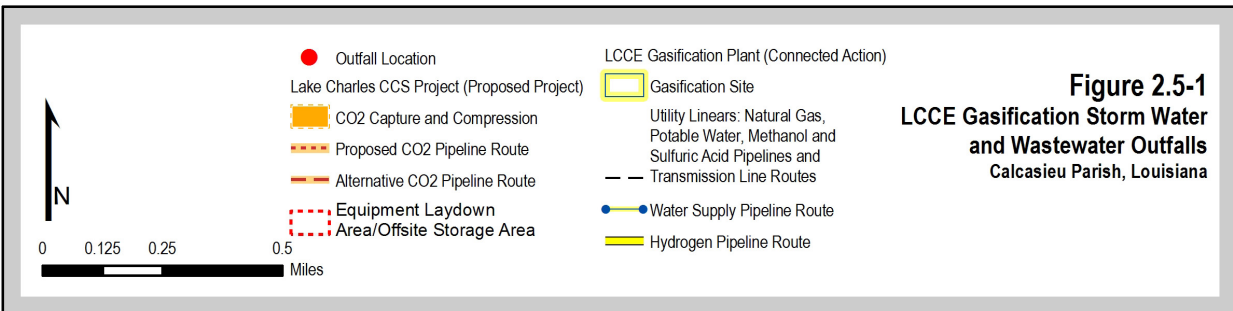 N
0 0.125 0.25 0.5
Miles
Outfall Location
Lake Charles CCS Project (Proposed Project)
CO2 Capture and Compression
Proposed CO2 Pipeline Route
Alternative CO2 Pipeline Route
Equipment Laydown
Area/Offsite Storage Area
LCCE Gasification Plant (Connected Action)
Gasification Site
Utility Linears: Natural Gas,
Potable Water, Methanol and
Sulfuric Acid Pipelines and
Transmission Line Routes
Water Supply Pipeline Route
Hydrogen Pipeline Route
Figure 2.5-1
LCCE Gasification Storm Water
and Wastewater Outfalls
Calcasieu Parish, Louisiana